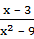 x − 3
x² − 9